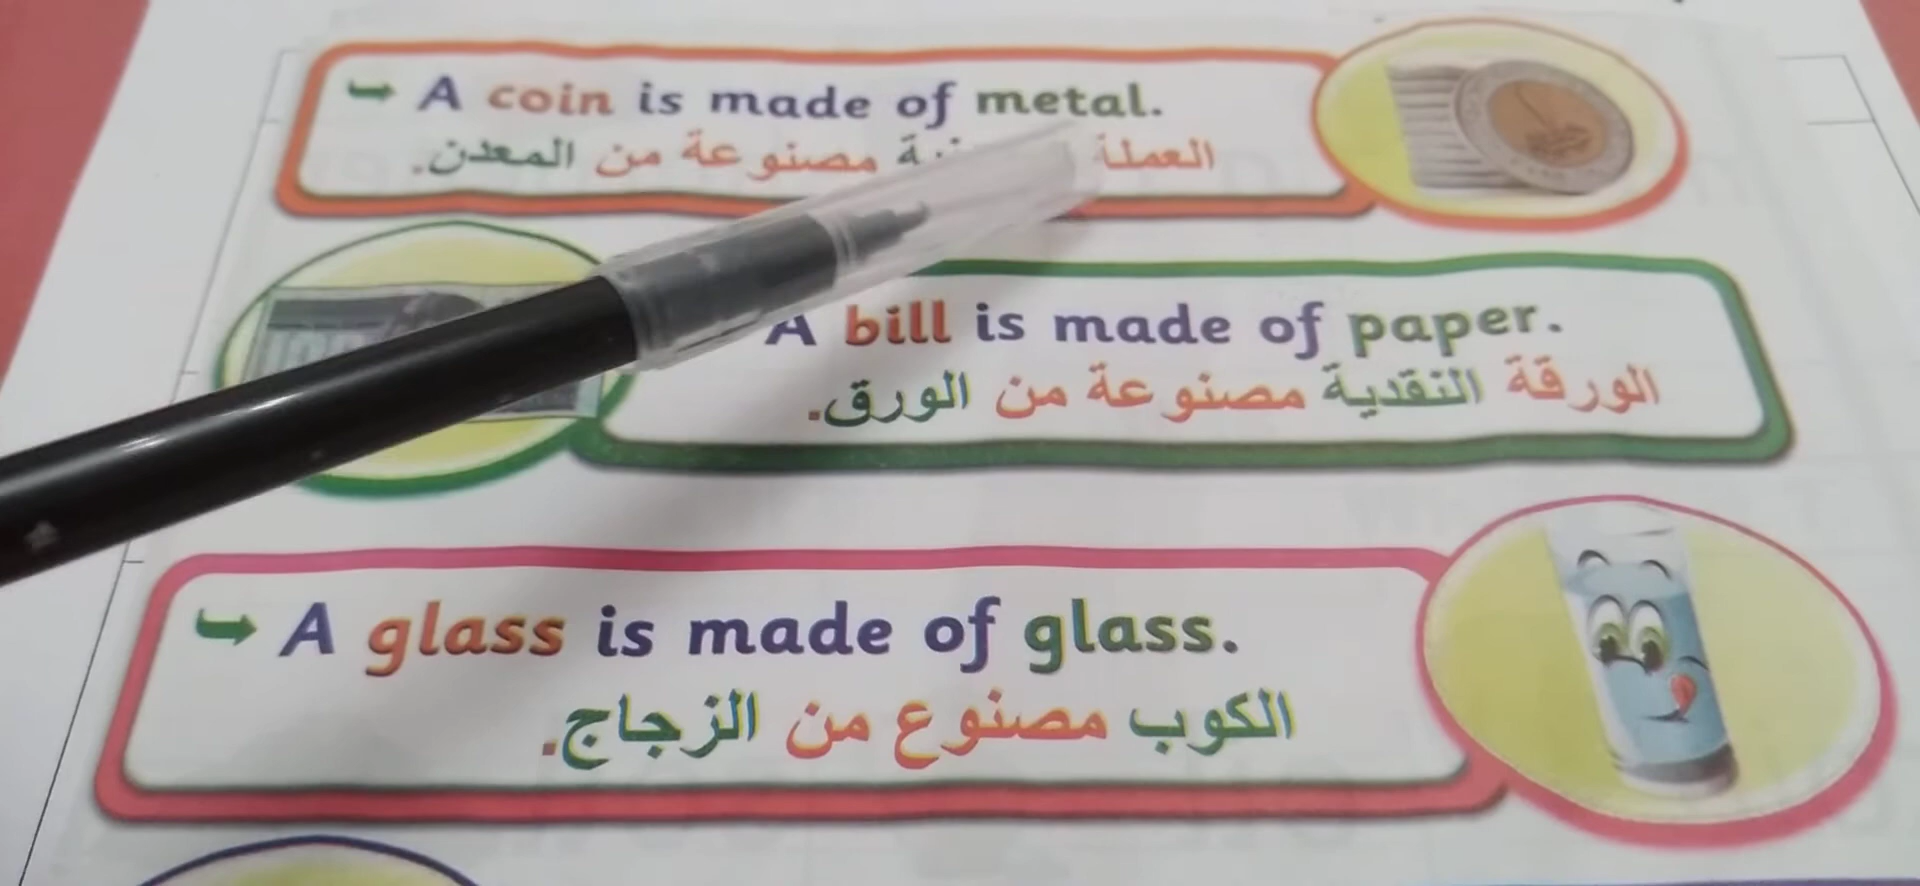 A coin is made of metal.
العملة مصنوعة من المعدن.
A bill is made of paper.
الورقة النقدية مصنوعة من الورق.
A glass is made of glass.
الكوب مصنوع من الزجاج.